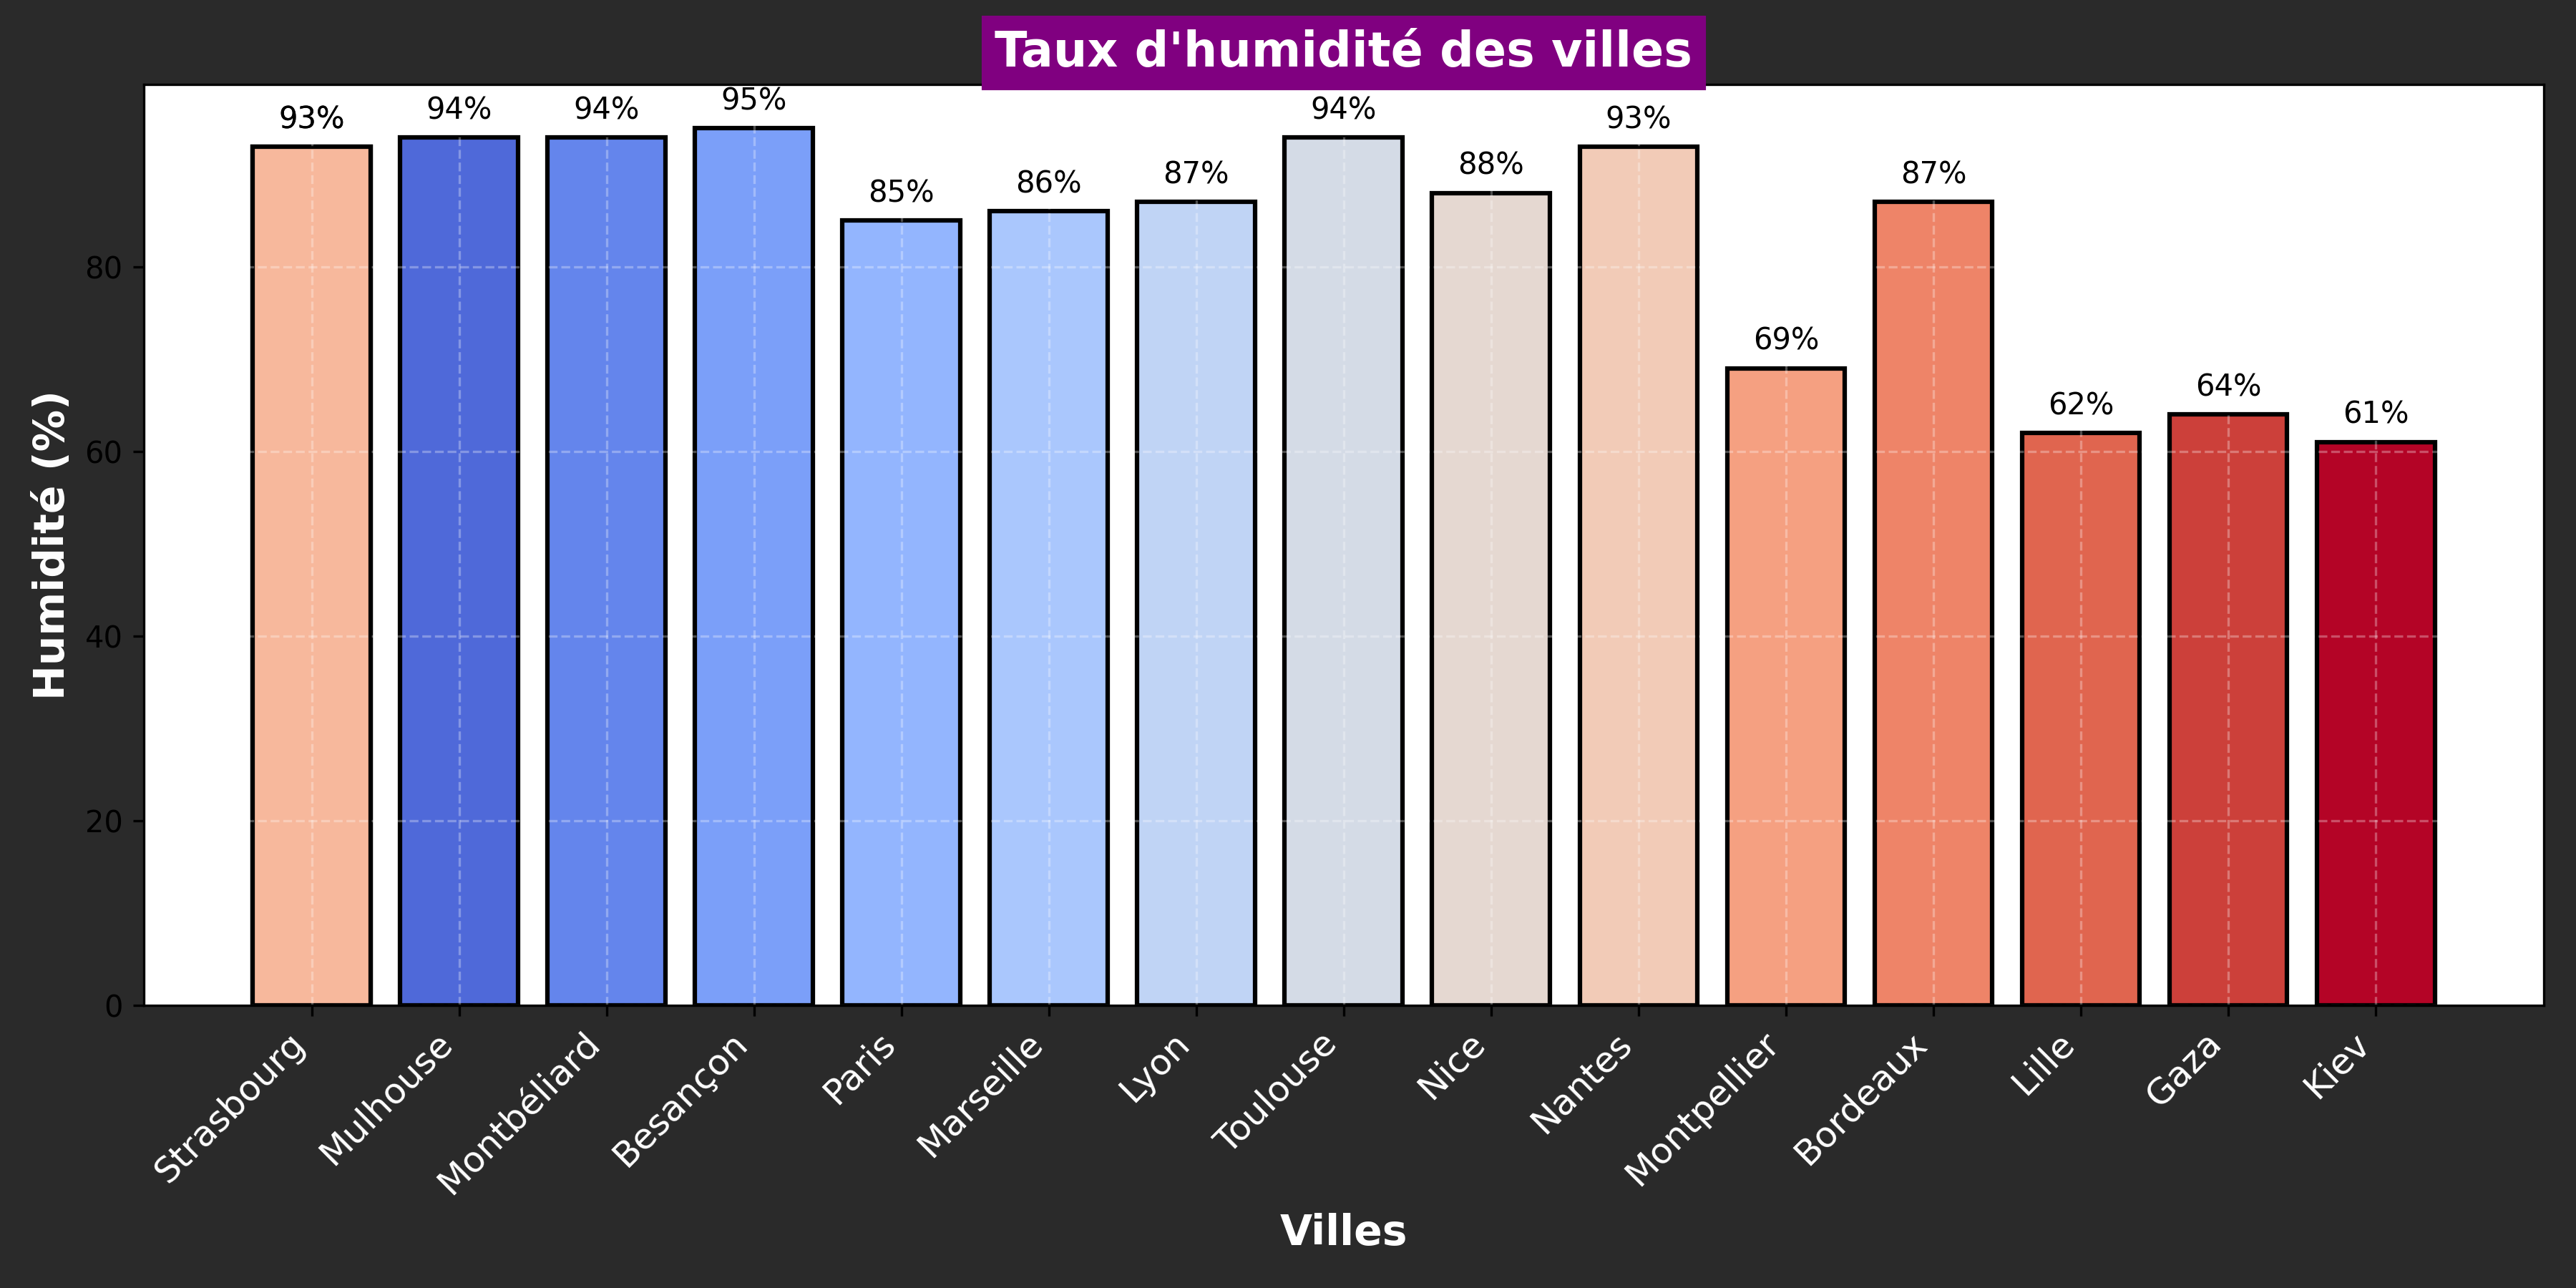 Taux d'humidité des villes
93%
94%
94%
95%
85%
86%
87%
94%
88%
93%
69%
87%
62%
64%
61%
Humidité (%)
80
60
40
20
0
Strasbourg
Mulhouse
Montbéliard
Besançon
Paris
Marseille
Lyon
Toulouse
Nice
Nantes
Montpellier
Bordeaux
Lille
Gaza
Kiev
Villes